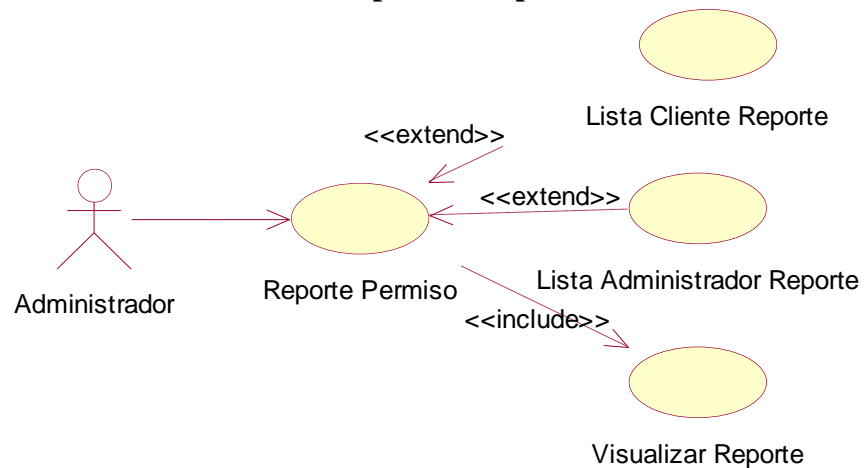 Lista Cliente Reporte
<<extend>>
<<extend>>
Lista Administrador Reporte
Reporte Permiso
Administrador
<<include>>
Visualizar Reporte